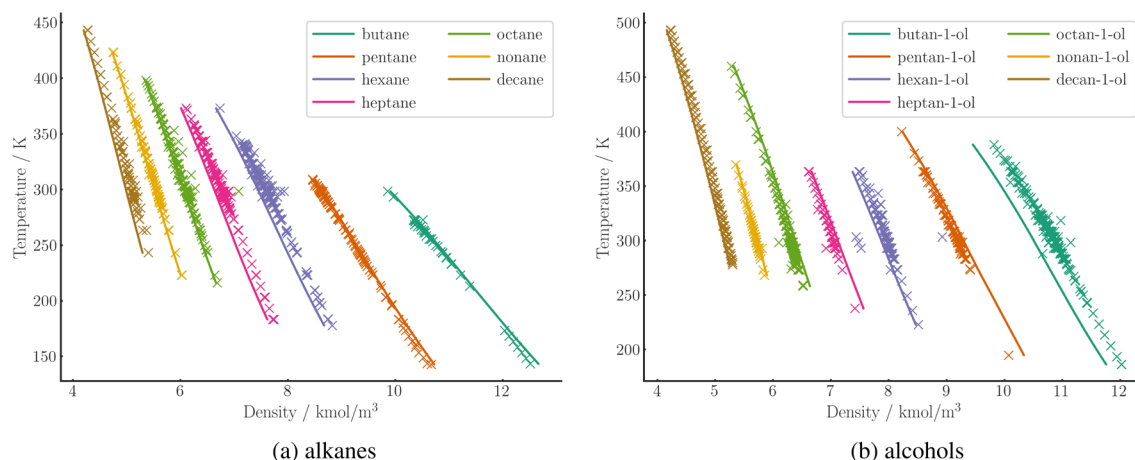 450
400
350
300
250
200
150
4
6
8
10
12
Temperature / K
Density / kmol/m³
butane
pentane
hexane
heptane
octane
nonane
decane
(a) alkanes
500
450
400
350
300
250
200
4
5
6
7
8
9
10
11
12
Temperature / K
Density / kmol/m³
butan-1-ol
pentan-1-ol
hexan-1-ol
heptan-1-ol
octan-1-ol
nonan-1-ol
decan-1-ol
(b) alcohols